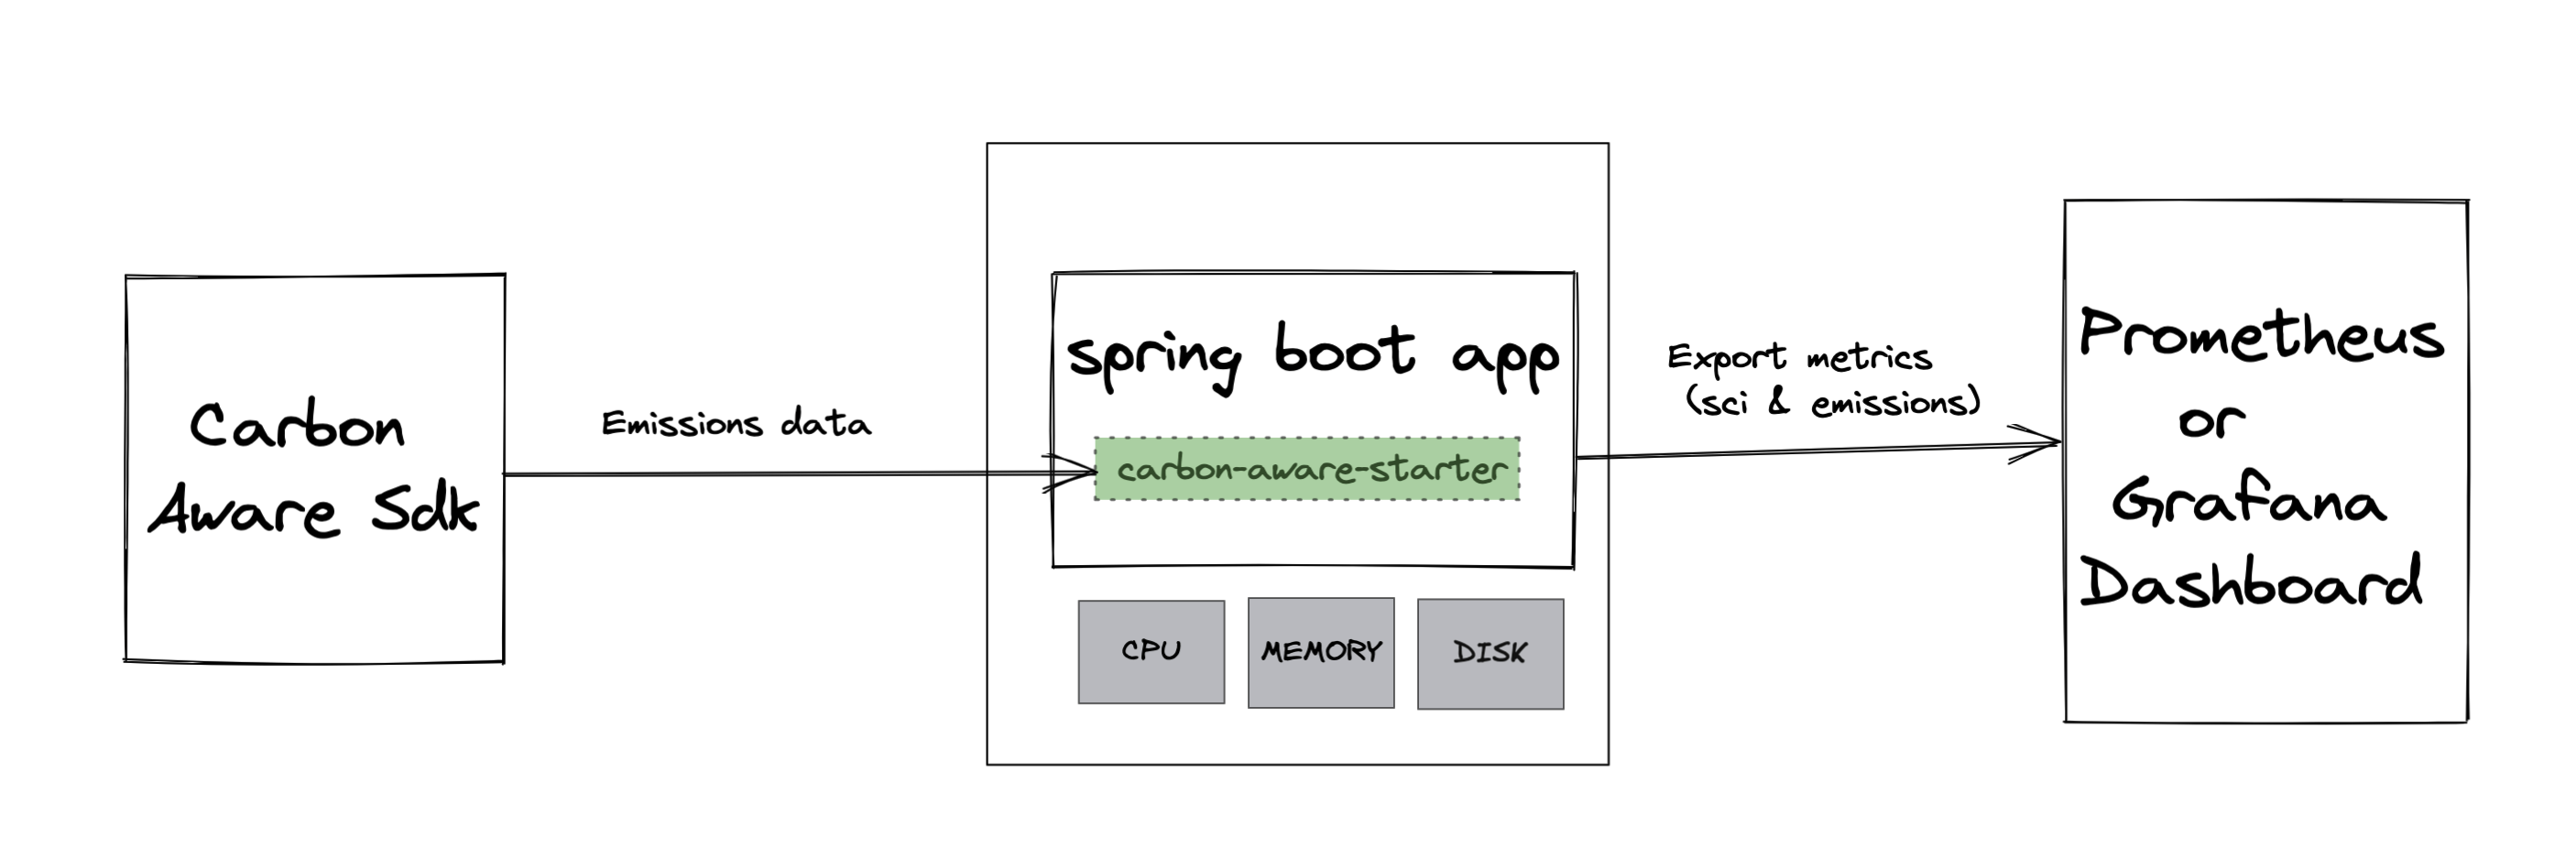 Carbon
Aware Sdk
Emissions data
spring boot app
carbon-aware-starter
CPU
MEMORY
DISK
Export metrics
(sci & emissions)
Prometheus
or
Grafana
Dashboard